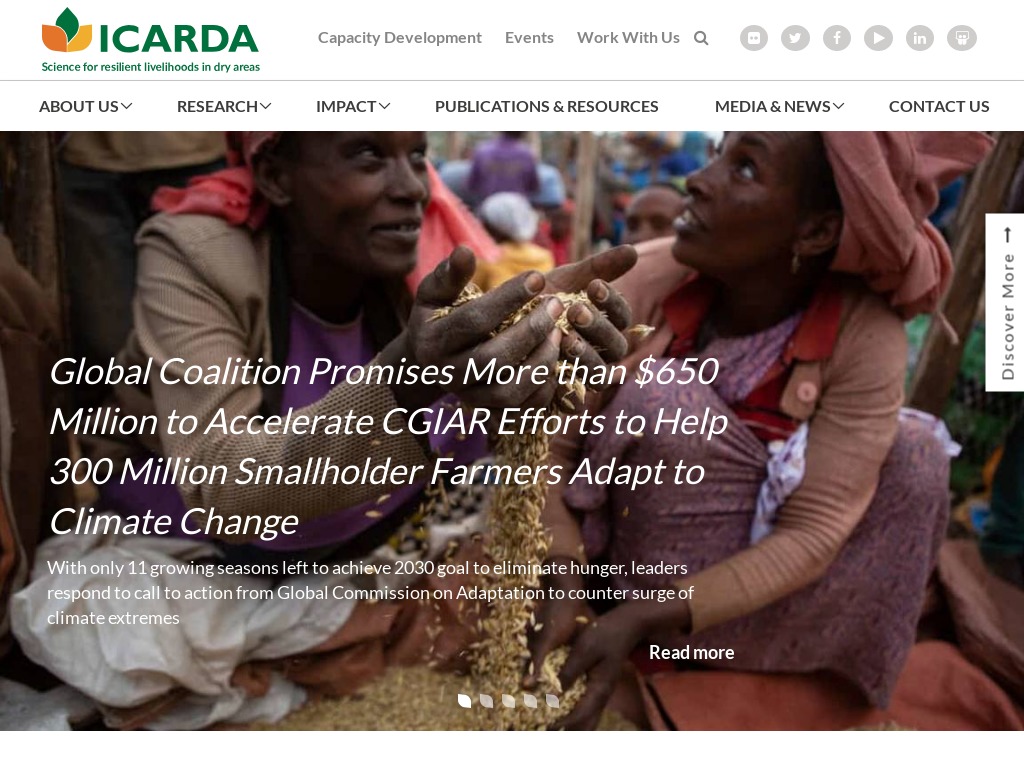 ICARDA
Science for resilient livelihoods in dry areas
Capacity Development Events Work With Us
ABOUT US RESEARCH IMPACT PUBLICATIONS & RESOURCES MEDIA & NEWS CONTACT US
Discover More
Global Coalition Promises More than $650
Million to Accelerate CGIAR Efforts to Help
300 Million Smallholder Farmers Adapt to
Climate Change
With only 11 growing seasons left to achieve 2030 goal to eliminate hunger, leaders
respond to call to action from Global Commission on Adaptation to counter surge of
climate extremes
Read more